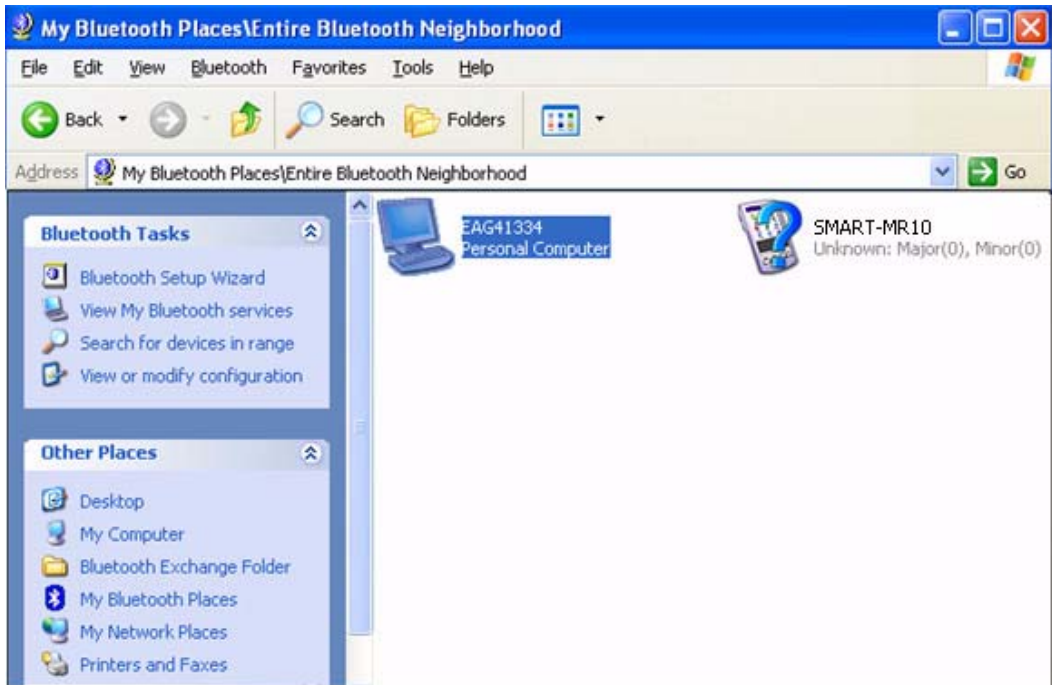 My Bluetooth Places\Entire Bluetooth Neighborhood
File Edit View Bluetooth Favorites Tools Help
Back Search Folders
Address My Bluetooth Places\Entire Bluetooth Neighborhood Go
Bluetooth Tasks
Bluetooth Setup Wizard
View My Bluetooth services
Search for devices in range
View or modify configuration
Other Places
Desktop
My Computer
Bluetooth Exchange Folder
My Bluetooth Places
My Network Places
Printers and Faxes
EAG41334
Personal Computer
SMART-MR10
Unknown: Major(0), Minor(0)